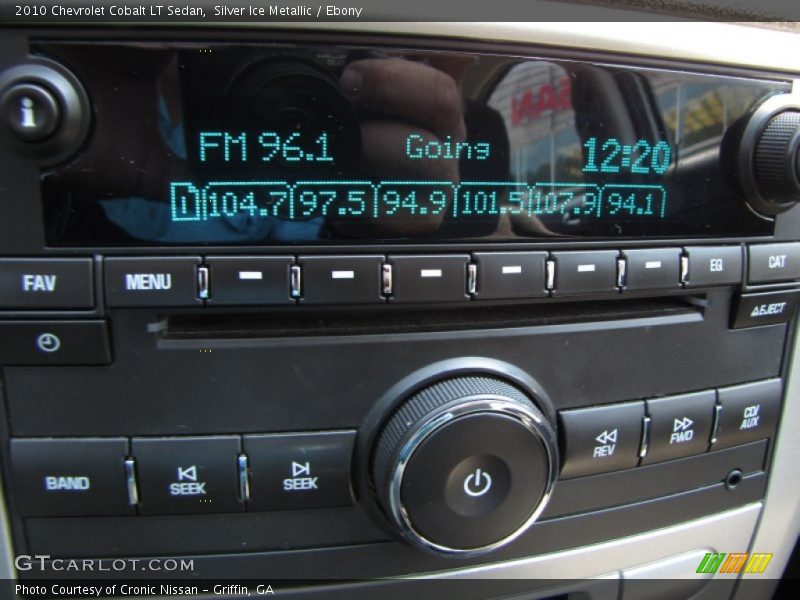 2010 Chevrolet Cobalt LT Sedan, Silver Ice Metallic / Ebony
i
SAN
FM 96.1 Going 12:20
1 104.7 97.5 94.9 101.5 107.9 94.1
FAV MENU EQ CAT
EJECT
BAND SEEK SEEK REV FWD CD/AUX
GTCARLOT.COM
Photo Courtesy of Cronic Nissan - Griffin, GA